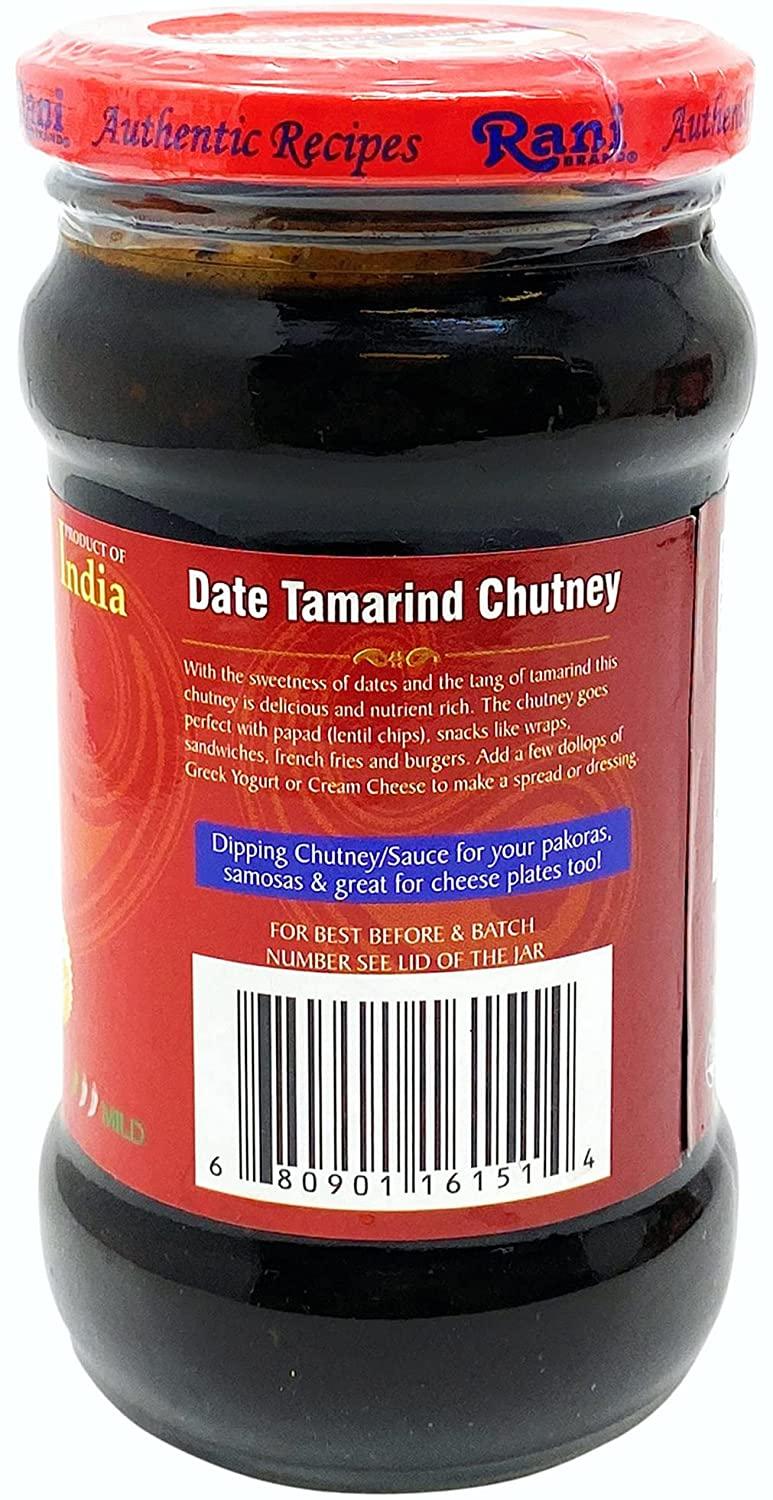 Rani
BRAND®
Authentic Recipes
Rani
BRAND®
PRODUCT OF
India
Date Tamarind Chutney
With the sweetness of dates and the tang of tamarind this
chutney is delicious and nutrient rich. The chutney goes
perfect with papad (lentil chips), snacks like wraps,
sandwiches, french fries and burgers. Add a few dollops of
Greek Yogurt or Cream Cheese to make a spread or dressing.
Dipping Chutney/Sauce for your pakoras,
samosas & great for cheese plates too!
FOR BEST BEFORE & BATCH
NUMBER SEE LID OF THE JAR
MILD
6 80901 16151 4